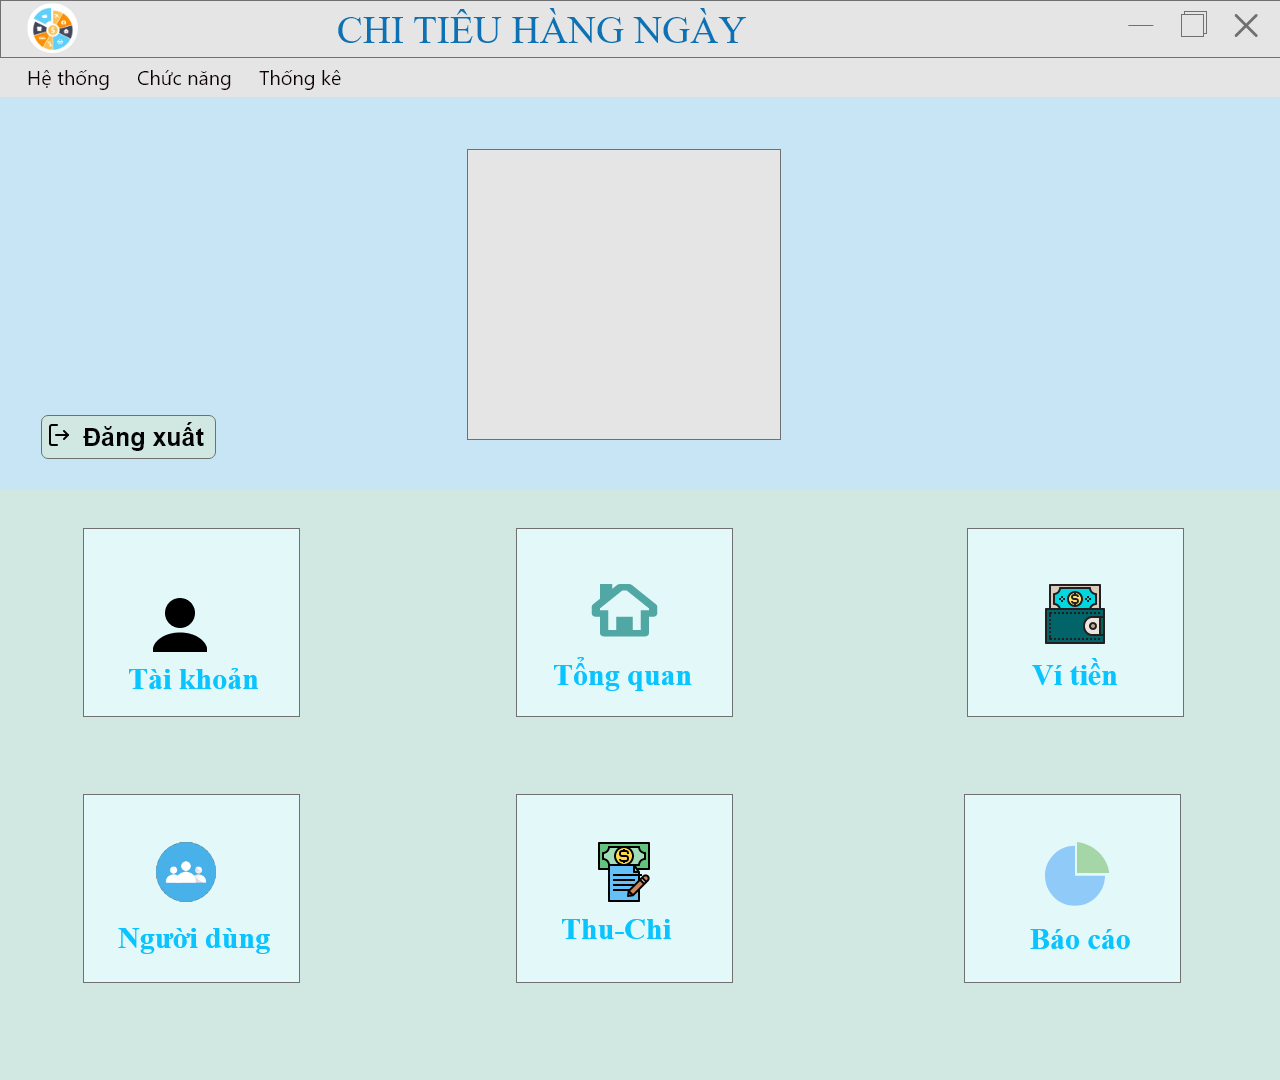 CHI TIÊU HÀNG NGÀY
Hệ thống Chức năng Thống kê
Đăng xuất
Tài khoản
Tổng quan
Ví tiền
Người dùng
Thu-Chi
Báo cáo